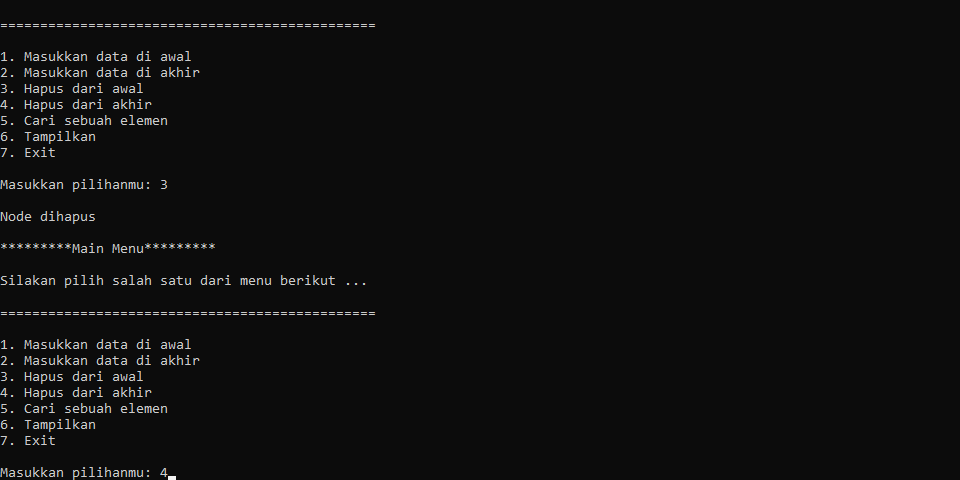 ===============================================
1. Masukkan data di awal
2. Masukkan data di akhir
3. Hapus dari awal
4. Hapus dari akhir
5. Cari sebuah elemen
6. Tampilkan
7. Exit
Masukkan pilihanmu: 3
Node dihapus
*********Main Menu*********
Silakan pilih salah satu dari menu berikut ...
===============================================
1. Masukkan data di awal
2. Masukkan data di akhir
3. Hapus dari awal
4. Hapus dari akhir
5. Cari sebuah elemen
6. Tampilkan
7. Exit
Masukkan pilihanmu: 4